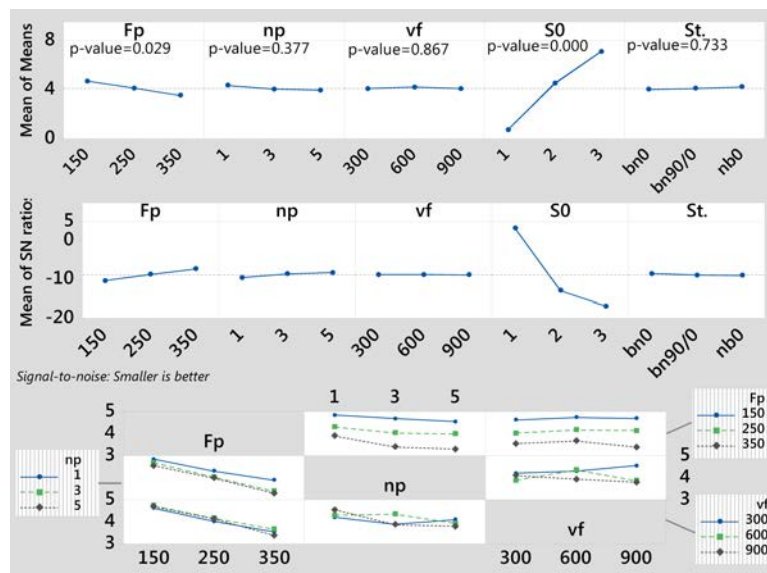 Fp np vf S0 St.
p-value=0.029 p-value=0.377 p-value=0.867 p-value=0.000 p-value=0.733
Mean of Means
8
4
0
150 250 350 1 3 5 300 600 900 1 2 3 bn0 bn90/0 nb0
Fp np vf S0 St.
Mean of SN ratios
5
0
-10
-20
150 250 350 1 3 5 300 600 900 1 2 3 bn0 bn90/0 nb0
Signal-to-noise: Smaller is better
1 3 5
Fp
150
250
350
5
4
3
Fp
np
1
3
5
5
4
3
np
5
4
3
vf
vf
300
600
900
150 250 350
300 600 900